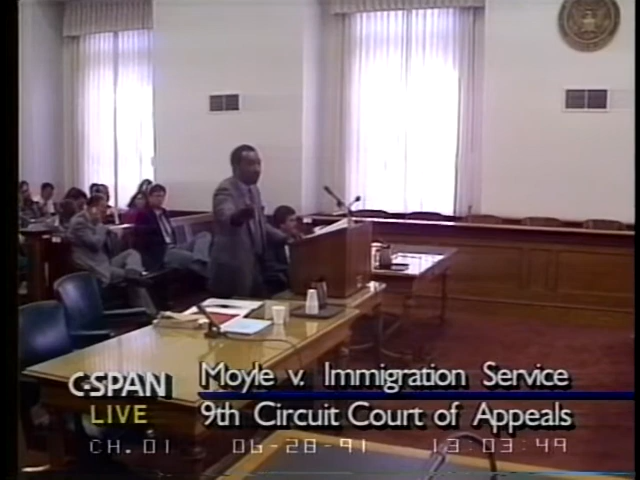 C-SPAN
LIVE
Moyle v. Immigration Service
9th Circuit Court of Appeals
CH.01 06-28-91 13:03:49